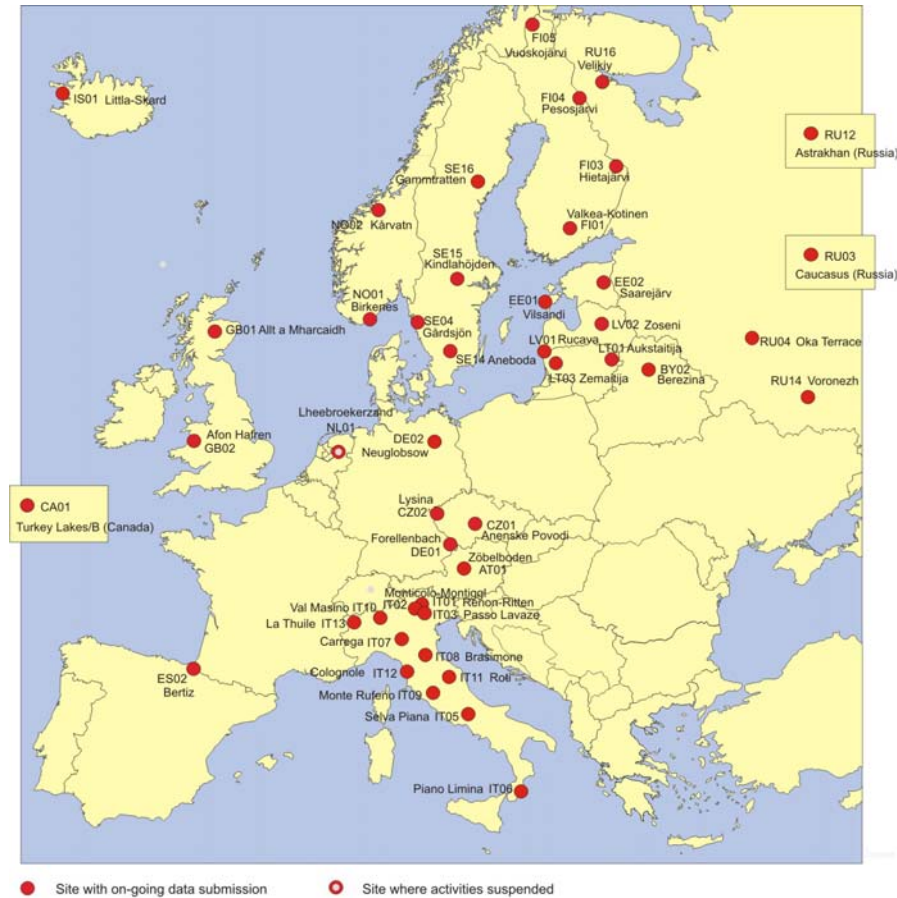 FI05
Vuoskojärvi
RU16
Velikiy
IS01 Littla-Skard
FI04
Pesosjärvi
RU12
Astrakhan (Russia)
SE16
Gammtratten
FI03
Hietajärvi
NO02 Kårvatn
Valkea-Kotinen
FI01
SE15
Kindlahöjden
RU03
Caucasus (Russia)
EE02
Saarejärv
NO01
Birkenes
EE01
Vilsandi
GB01 Allt a Mharcaidh
SE04
Gårdsjön
LV02 Zoseni
RU04 Oka Terrace
LV01 Rucava
LT01 Aukstaitija
SE14 Aneboda
LT03 Zemaitija
BY02
Berezina
RU14 Voronezh
Lheebroekerzand
NL01
Afon Hafren
GB02
DE02
Neuglobsow
CA01
Turkey Lakes/B (Canada)
Lysina
CZ02
CZ01
Anenske Povodi
Forellenbach
DE01
Zöbelboden
AT01
Monticolo-Montiggl
IT02
IT01 Renon-Ritten
Val Masino IT10
IT03 Passo Lavaze
La Thuile IT13
Carrega IT07
IT08 Brasimone
Colognole IT12
IT11 Roti
ES02
Bertiz
Monte Rufeno IT09
Selva Piana IT05
Piano Limina IT06
Site with on-going data submission
Site where activities suspended